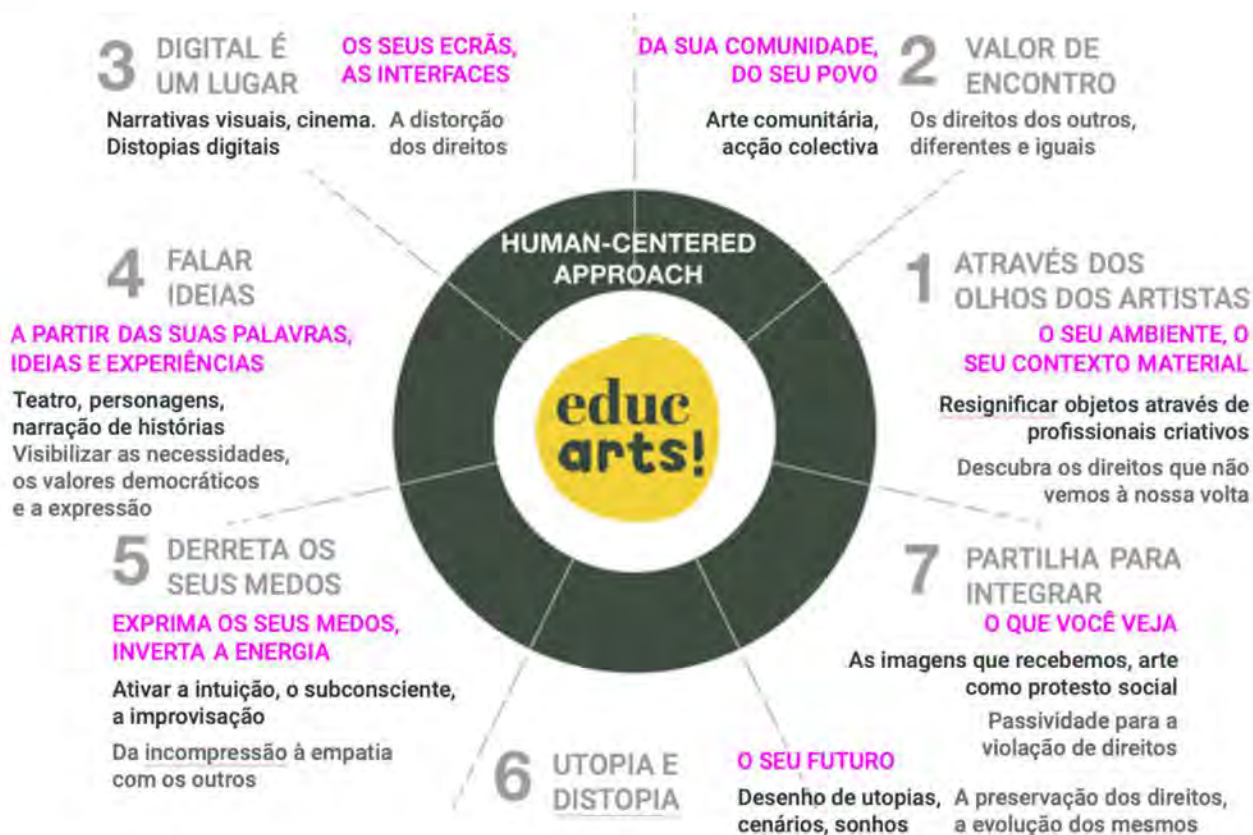 3 DIGITAL É
UM LUGAR
OS SEUS ECRÃS,
AS INTERFACES
Narrativas visuais, cinema.
Distopias digitais
A distorção
dos direitos
DA SUA COMUNIDADE,
DO SEU POVO
2 VALOR DE
ENCONTRO
Arte comunitária,
acção colectiva
Os direitos dos outros,
diferentes e iguais
HUMAN-CENTERED
APPROACH
educ
arts!
4 FALAR
IDEIAS
A PARTIR DAS SUAS PALAVRAS,
IDEIAS E EXPERIÊNCIAS
Teatro, personagens,
narração de histórias
Visibilizar as necessidades,
os valores democráticos
e a expressão
1 ATRAVÉS DOS
OLHOS DOS ARTISTAS
O SEU AMBIENTE, O
SEU CONTEXTO MATERIAL
Resignificar objetos através de
profissionais criativos
Descubra os direitos que não
vemos à nossa volta
5 DERRETA OS
SEUS MEDOS
EXPRIMA OS SEUS MEDOS,
INVERTA A ENERGIA
Ativar a intuição, o subconsciente,
a improvisação
Da incompressão à empatia
com os outros
7 PARTILHA PARA
INTEGRAR
O QUE VOCÊ VEJA
As imagens que recebemos, arte
como protesto social
Passividade para a
violação de direitos
6 UTOPIA E
DISTOPIA
O SEU FUTURO
Desenho de utopias,
cenários, sonhos
A preservação dos direitos,
a evolução dos mesmos